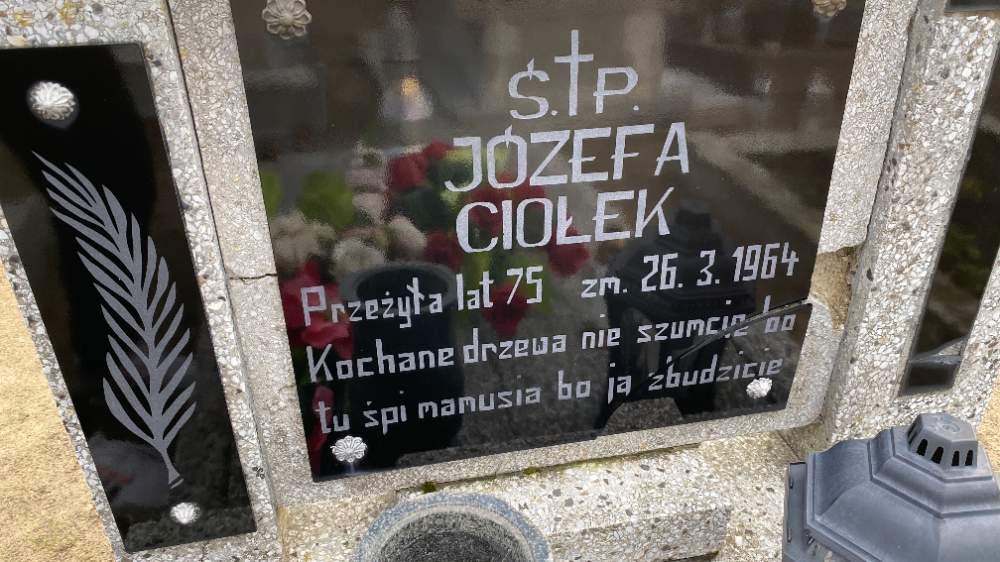 Ś.†P.
JÓZEFA
CIOŁEK
Przeżyła lat 75 zm. 26. 3. 1964
Kochane drzewa nie szumcie bo
tu śpi mamusia bo ją zbudzicie